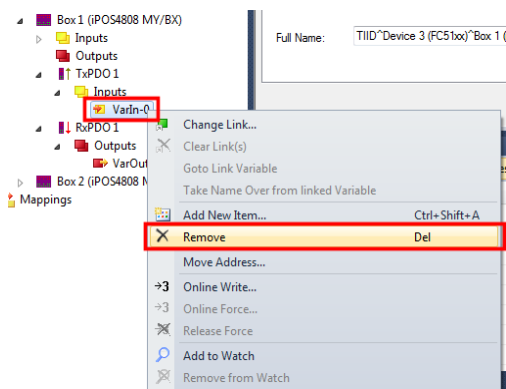 Box 1 (iPOS4808 MY/BX)
Inputs
Outputs
TxPDO 1
Inputs
VarIn-0
RxPDO 1
Outputs
VarOut
Box 2 (iPOS4808 M
Mappings
Full Name: TIID^Device 3 (FC51xx)^Box 1 (
Change Link...
Clear Link(s)
Goto Link Variable
Take Name Over from linked Variable
Add New Item... Ctrl+Shift+A
Remove Del
Move Address...
Online Write...
Online Force...
Release Force
Add to Watch
Remove from Watch